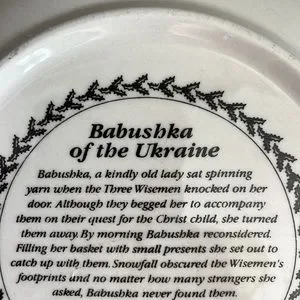 Babushka
of the Ukraine
Babushka, a kindly old lady sat spinning
yarn when the Three Wisemen knocked on her
door. Although they begged her to accompany
them on their quest for the Christ child, she turned
them away. By morning Babushka reconsidered.
Filling her basket with small presents she set out to
catch up with them. Snowfall obscured the Wisemen's
footprints and no matter how many strangers she
asked, Babushka never found them.